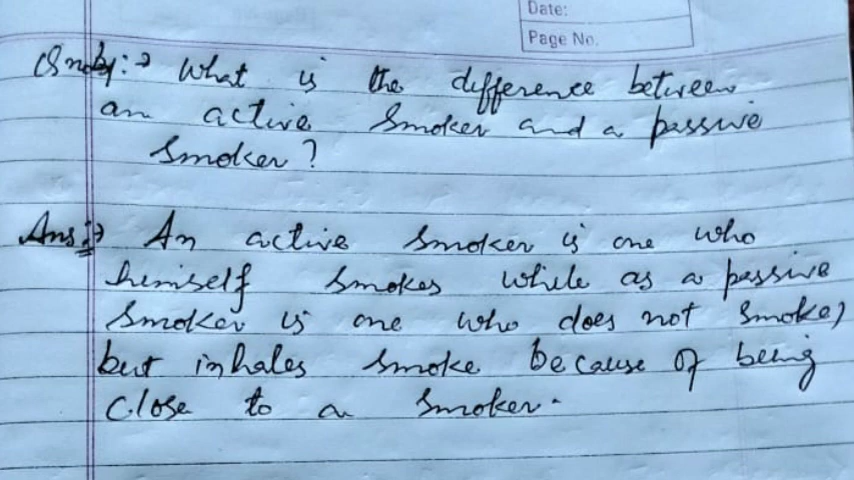 Date:
Page No.
Qno4:→ What is the difference between
an active smoker and a passive
smoker?
Ans:→ An active smoker is one who
himself smokes while as a passive
smoker is one who does not smoke,
but inhales smoke because of being
close to a smoker.